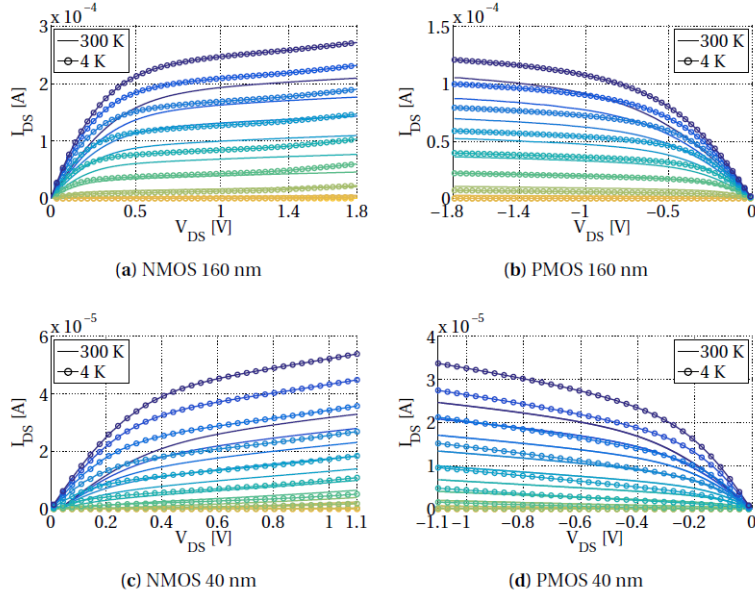 3 x 10⁻⁴
300 K
4 K
2
1
0
I_DS [A]
0 0.5 1 1.4 1.8
V_DS [V]
(a) NMOS 160 nm
1.5 x 10⁻⁴
300 K
4 K
1
0.5
0
I_DS [A]
−1.8 −1.4 −1 −0.5 0
V_DS [V]
(b) PMOS 160 nm
6 x 10⁻⁵
300 K
4 K
4
2
0
I_DS [A]
0 0.2 0.4 0.6 0.8 1 1.1
V_DS [V]
(c) NMOS 40 nm
4 x 10⁻⁵
300 K
4 K
3
2
1
0
I_DS [A]
−1.1 −1 −0.8 −0.6 −0.4 −0.2 0
V_DS [V]
(d) PMOS 40 nm